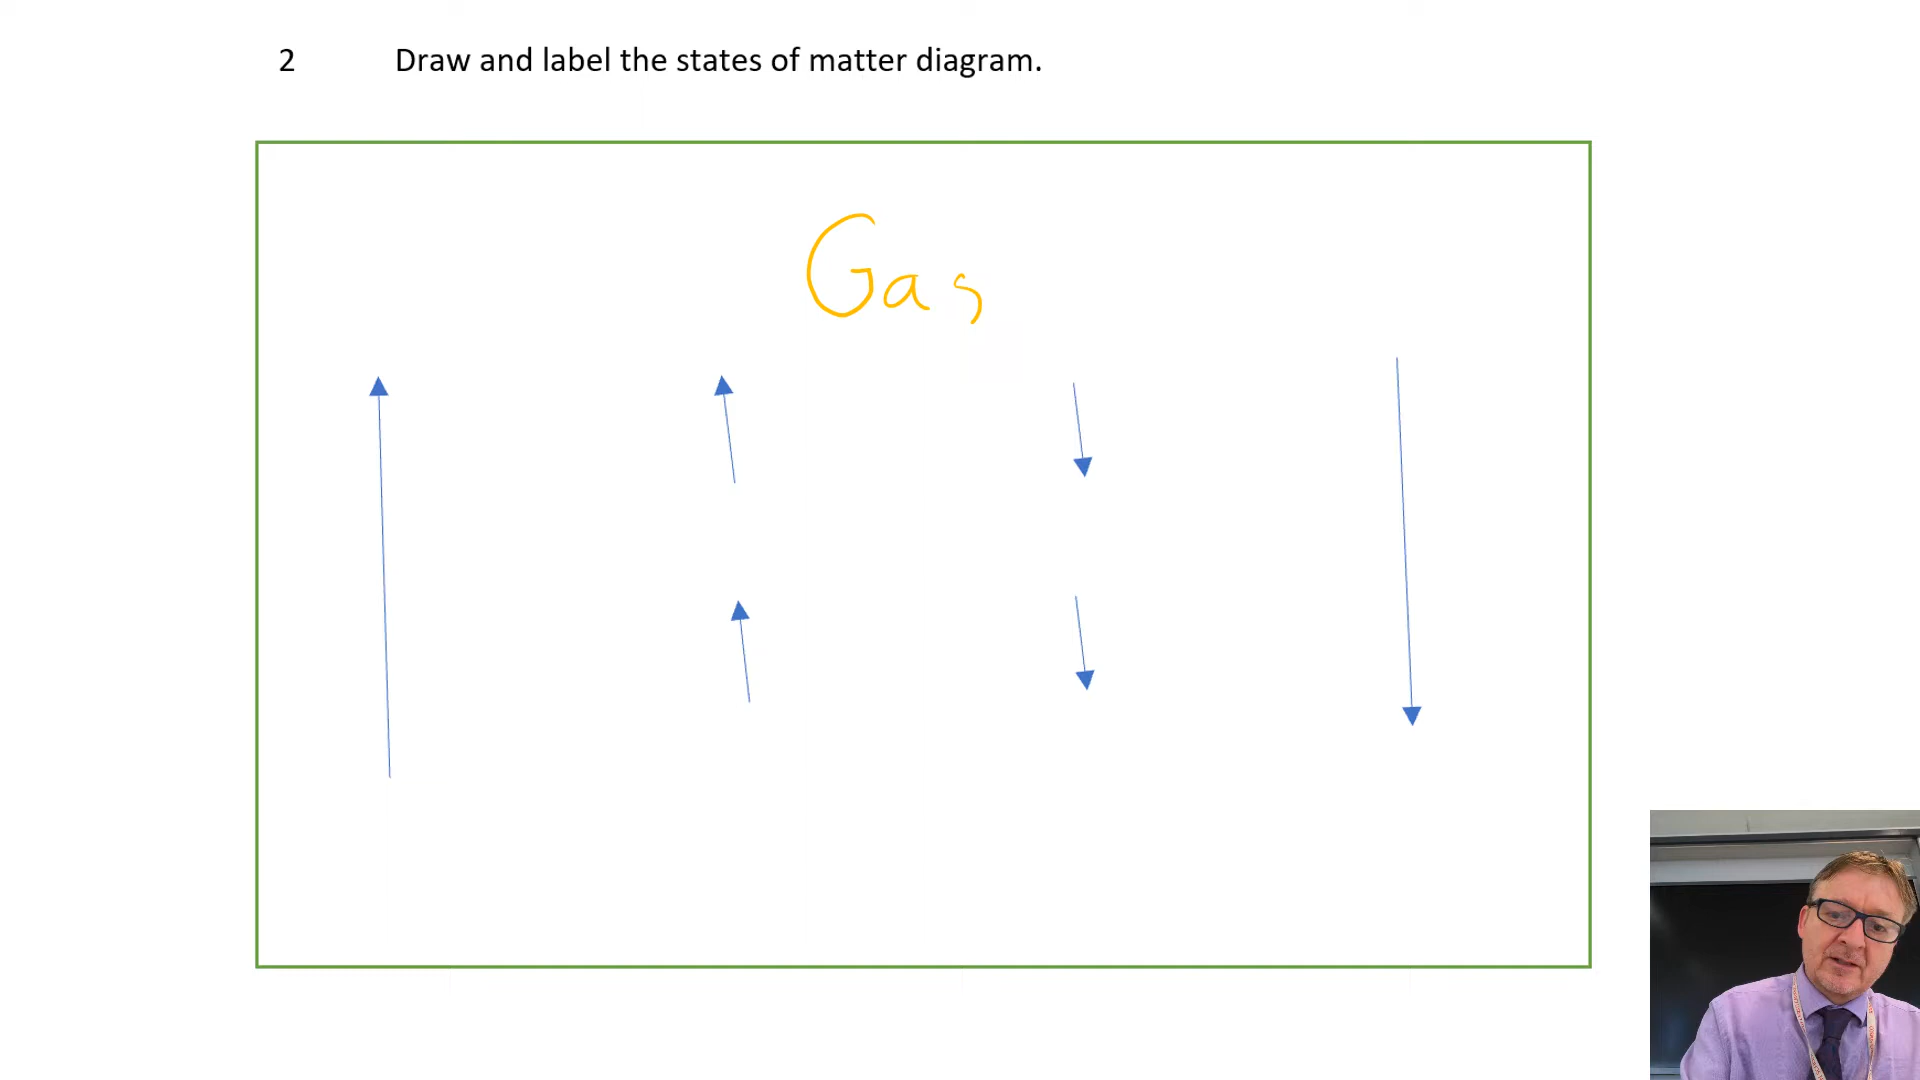 2 Draw and label the states of matter diagram.
Gas